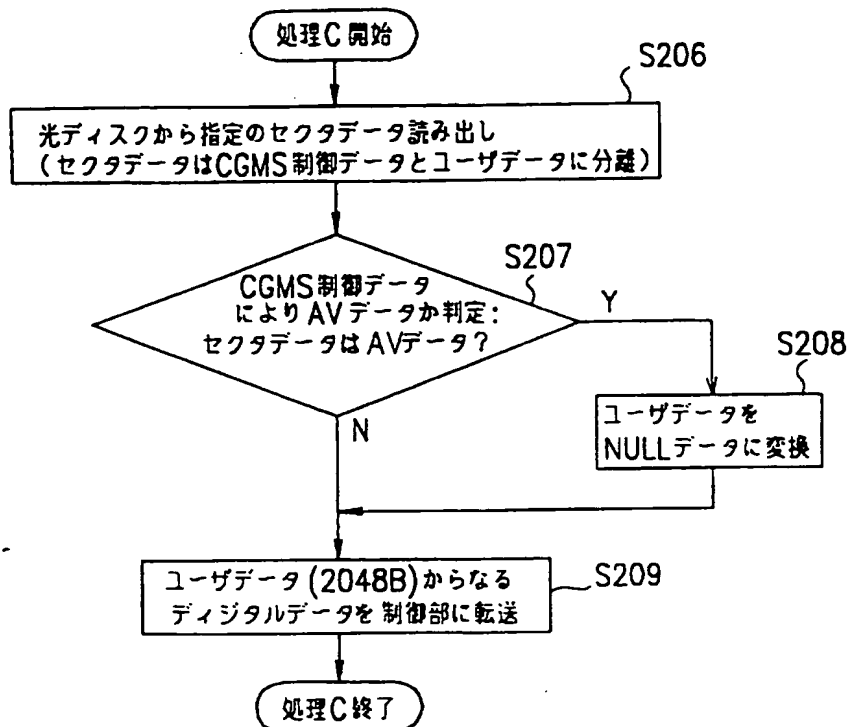 処理C 開始
S206
光ディスクから指定のセクタデータ読み出し
(セクタデータはCGMS制御データとユーザデータに分離)
S207
CGMS制御データ
によりAVデータか判定:
セクタデータはAVデータ?
Y
S208
ユーザデータを
NULLデータに変換
N
ユーザデータ(2048B)からなる
ディジタルデータを制御部に転送
S209
処理C終了